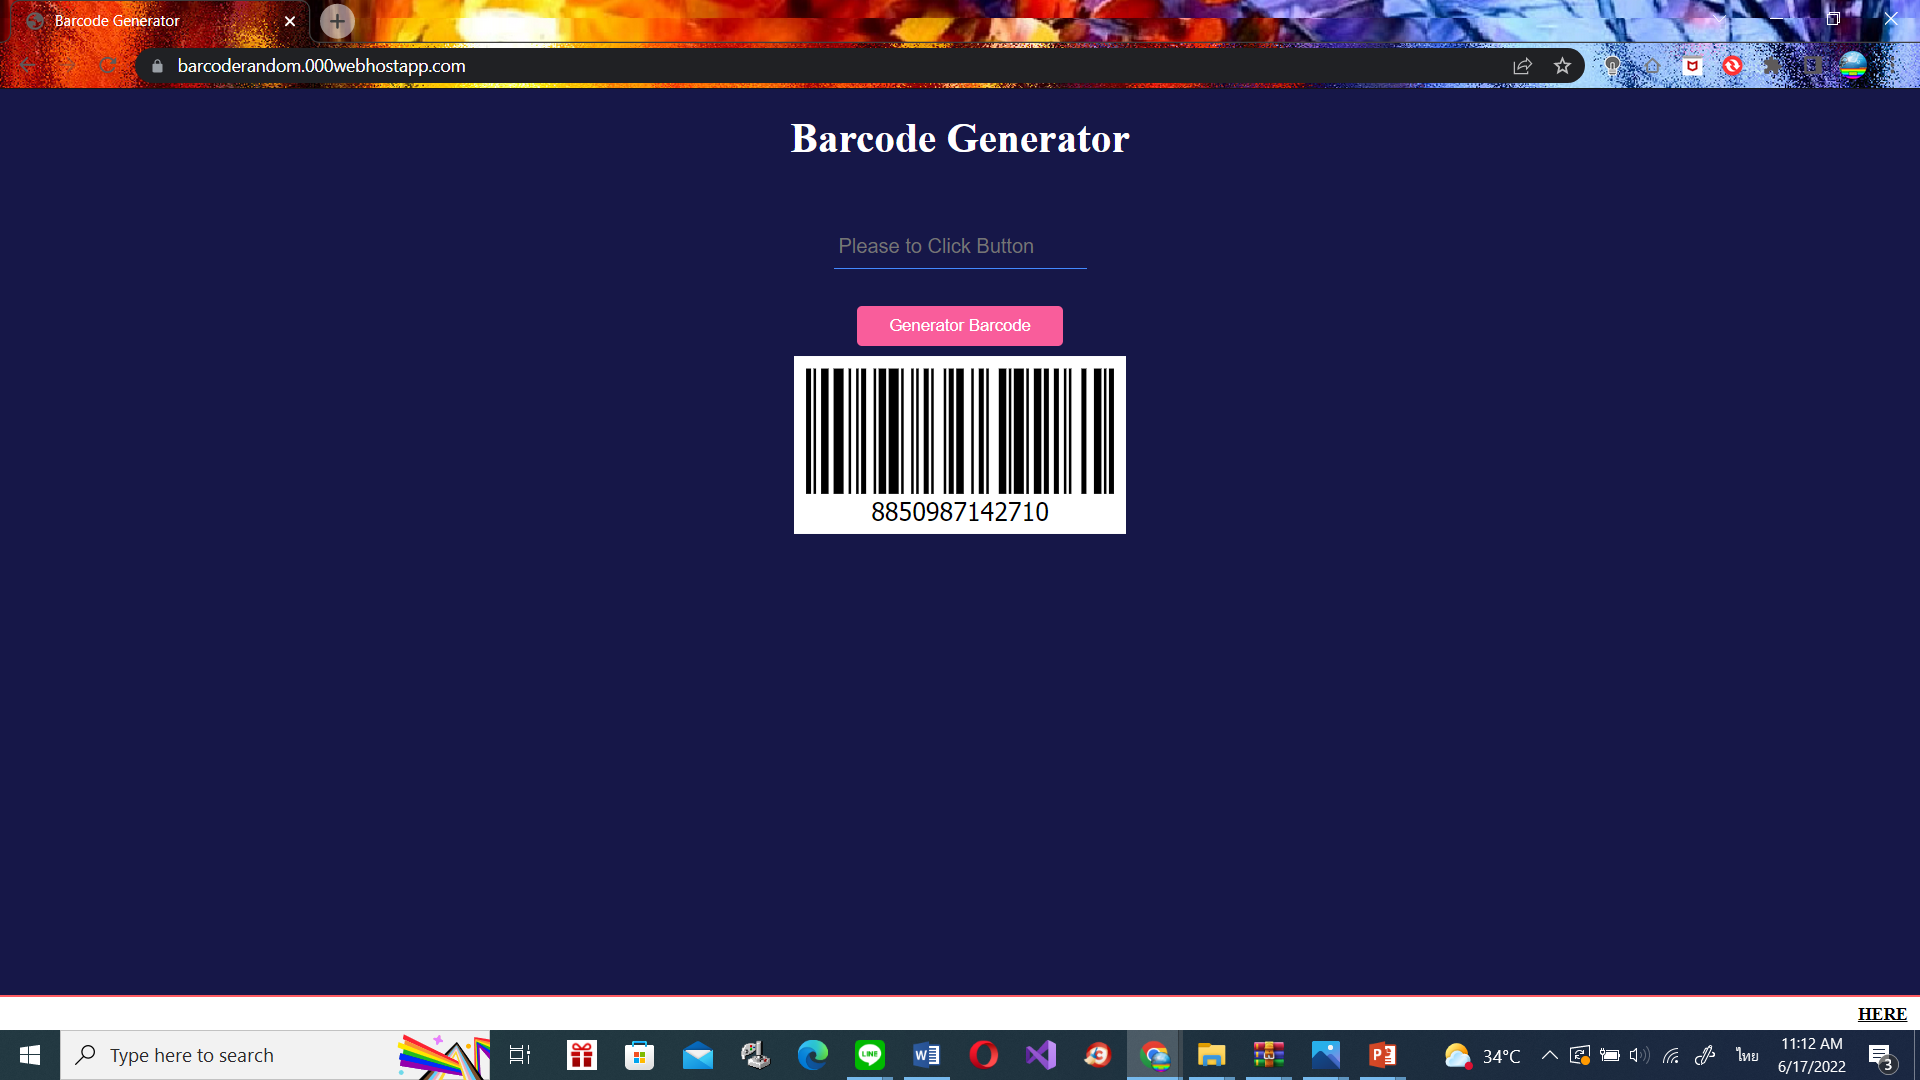 Barcode Generator
barcoderandom.000webhostapp.com
Barcode Generator
Please to Click Button
Generator Barcode
8850987142710
HERE
Type here to search
LINE
34°C
ไทย
11:12 AM
6/17/2022
3